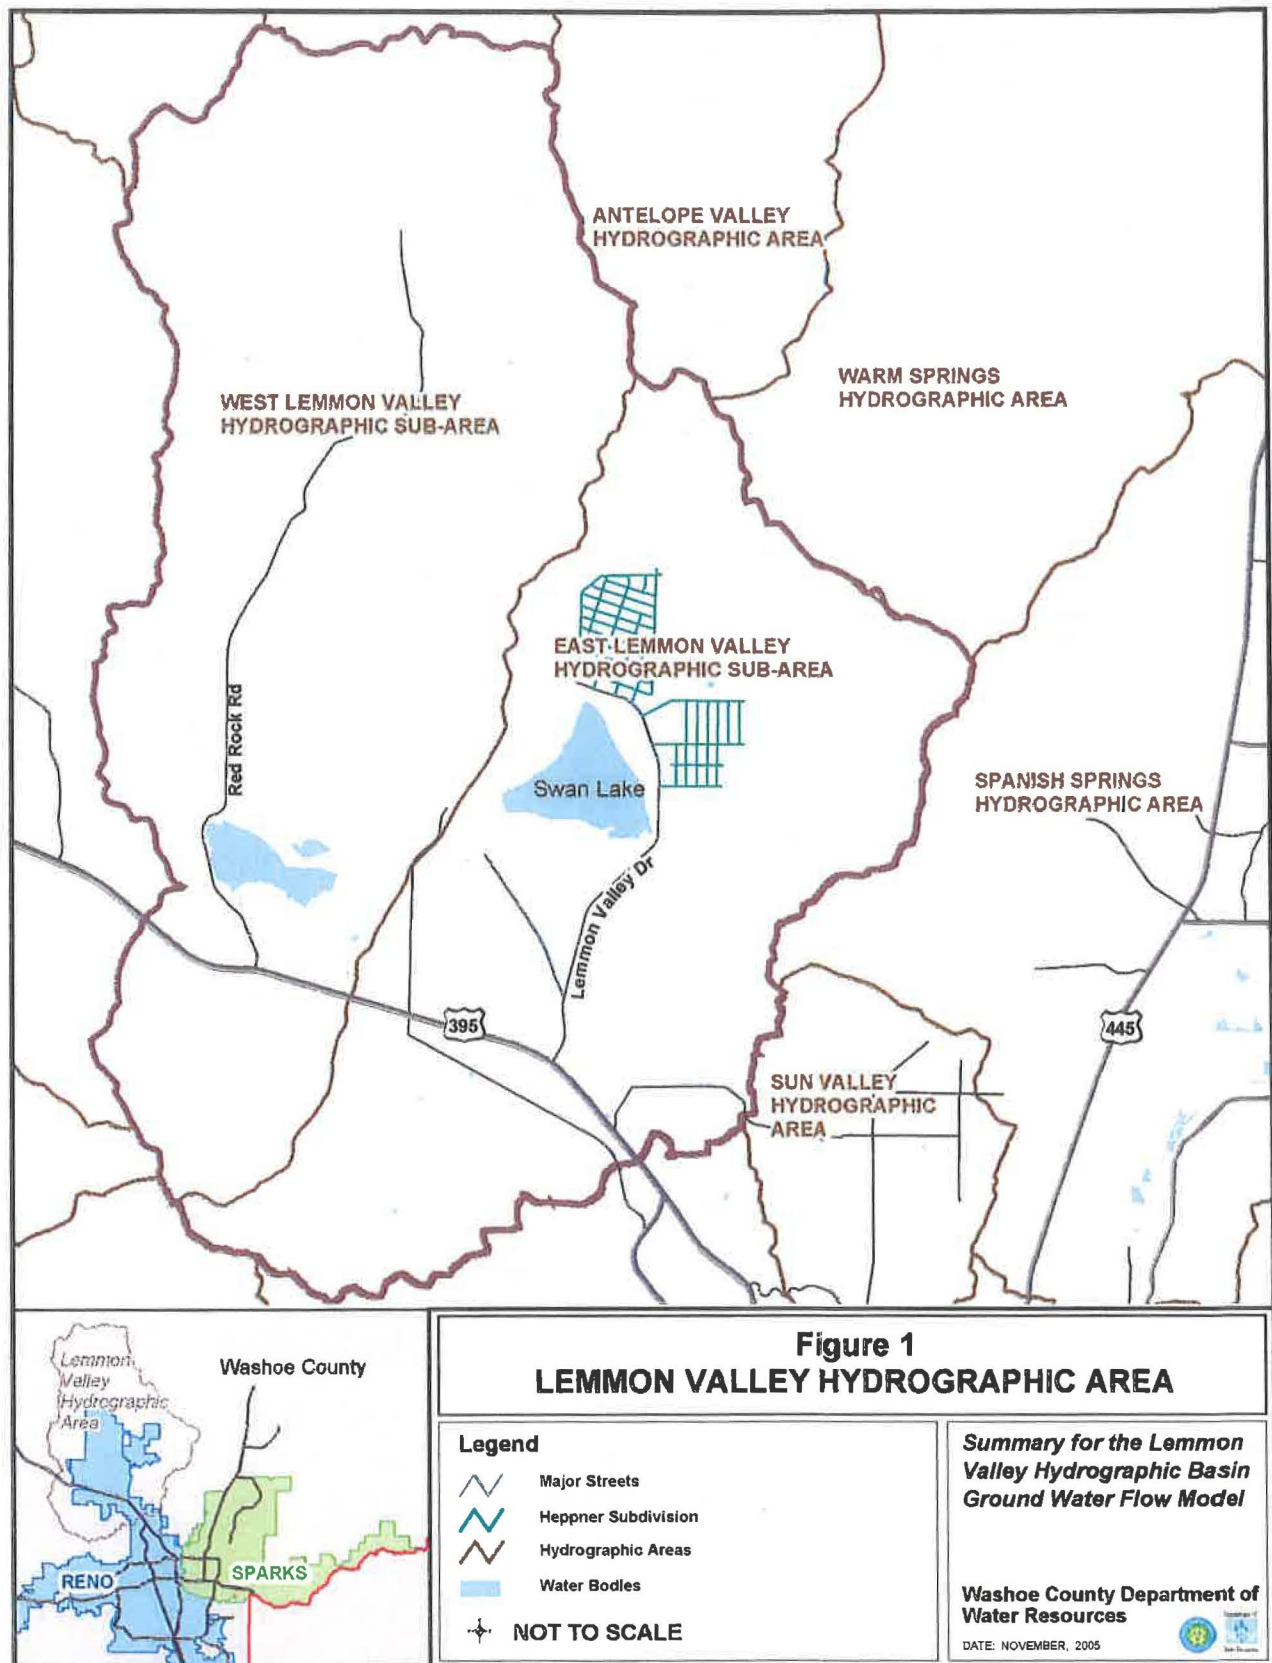 ANTELOPE VALLEY
HYDROGRAPHIC AREA
WARM SPRINGS
HYDROGRAPHIC AREA
WEST LEMMON VALLEY
HYDROGRAPHIC SUB-AREA
EAST LEMMON VALLEY
HYDROGRAPHIC SUB-AREA
Red Rock Rd
Swan Lake
SPANISH SPRINGS
HYDROGRAPHIC AREA
Lemmon Valley Dr
395
445
SUN VALLEY
HYDROGRAPHIC
AREA
Lemmon
Valley
Hydrographic
Area
Washoe County
RENO
SPARKS
Figure 1
LEMMON VALLEY HYDROGRAPHIC AREA
Legend
Major Streets
Heppner Subdivision
Hydrographic Areas
Water Bodies
NOT TO SCALE
Summary for the Lemmon
Valley Hydrographic Basin
Ground Water Flow Model
Washoe County Department of
Water Resources
DATE: NOVEMBER, 2005